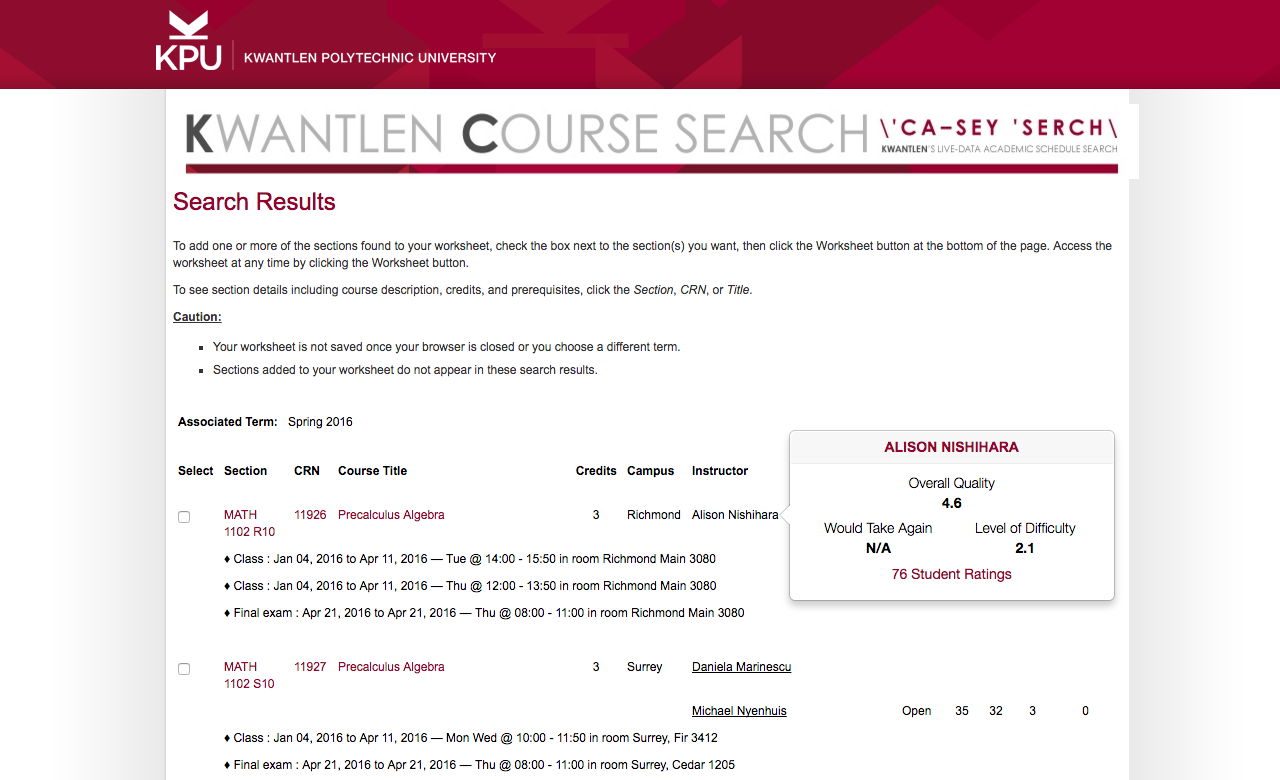 KPU KWANTLEN POLYTECHNIC UNIVERSITY
KWANTLEN COURSE SEARCH \'CA–SEY 'SERCH\
KWANTLEN'S LIVE-DATA ACADEMIC SCHEDULE SEARCH
Search Results
To add one or more of the sections found to your worksheet, check the box next to the section(s) you want, then click the Worksheet button at the bottom of the page. Access the
worksheet at any time by clicking the Worksheet button.
To see section details including course description, credits, and prerequisites, click the Section, CRN, or Title.
Caution:
▪ Your worksheet is not saved once your browser is closed or you choose a different term.
▪ Sections added to your worksheet do not appear in these search results.
Associated Term: Spring 2016
Select Section CRN Course Title Credits Campus Instructor
MATH 11926 Precalculus Algebra 3 Richmond Alison Nishihara
1102 R10
♦ Class : Jan 04, 2016 to Apr 11, 2016 — Tue @ 14:00 - 15:50 in room Richmond Main 3080
♦ Class : Jan 04, 2016 to Apr 11, 2016 — Thu @ 12:00 - 13:50 in room Richmond Main 3080
♦ Final exam : Apr 21, 2016 to Apr 21, 2016 — Thu @ 08:00 - 11:00 in room Richmond Main 3080
ALISON NISHIHARA
Overall Quality
4.6
Would Take Again Level of Difficulty
N/A 2.1
76 Student Ratings
MATH 11927 Precalculus Algebra 3 Surrey Daniela Marinescu
1102 S10
Michael Nyenhuis Open 35 32 3 0
♦ Class : Jan 04, 2016 to Apr 11, 2016 — Mon Wed @ 10:00 - 11:50 in room Surrey, Fir 3412
♦ Final exam : Apr 21, 2016 to Apr 21, 2016 — Thu @ 08:00 - 11:00 in room Surrey, Cedar 1205